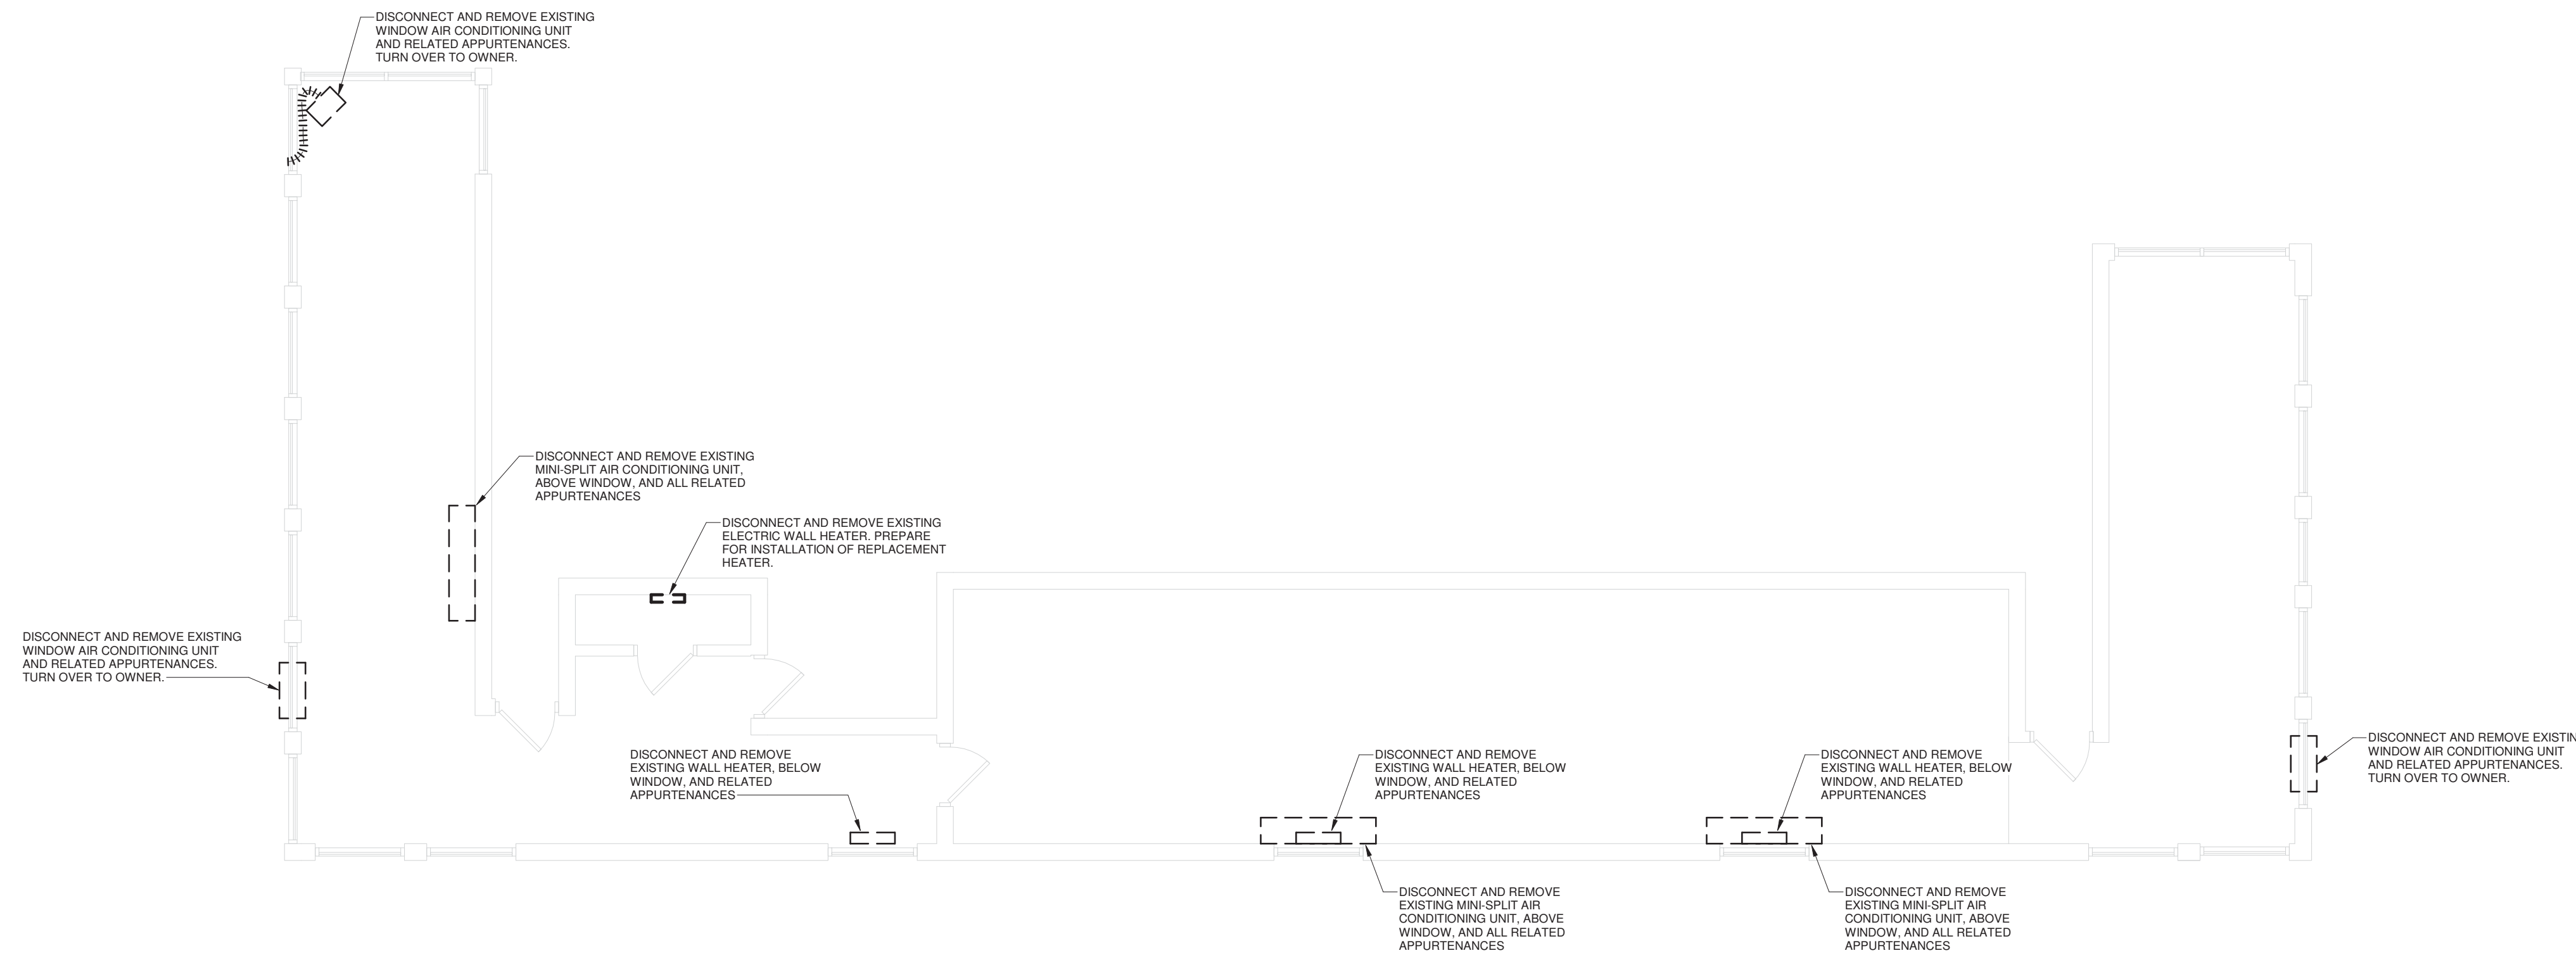 DISCONNECT AND REMOVE EXISTING
WINDOW AIR CONDITIONING UNIT
AND RELATED APPURTENANCES.
TURN OVER TO OWNER.
DISCONNECT AND REMOVE EXISTING
MINI-SPLIT AIR CONDITIONING UNIT,
ABOVE WINDOW, AND ALL RELATED
APPURTENANCES
DISCONNECT AND REMOVE EXISTING
ELECTRIC WALL HEATER. PREPARE
FOR INSTALLATION OF REPLACEMENT
HEATER.
DISCONNECT AND REMOVE EXISTING
WINDOW AIR CONDITIONING UNIT
AND RELATED APPURTENANCES.
TURN OVER TO OWNER.
DISCONNECT AND REMOVE
EXISTING WALL HEATER, BELOW
WINDOW, AND RELATED
APPURTENANCES
DISCONNECT AND REMOVE
EXISTING WALL HEATER, BELOW
WINDOW, AND RELATED
APPURTENANCES
DISCONNECT AND REMOVE
EXISTING WALL HEATER, BELOW
WINDOW, AND RELATED
APPURTENANCES
DISCONNECT AND REMOVE EXISTIN
WINDOW AIR CONDITIONING UNIT
AND RELATED APPURTENANCES.
TURN OVER TO OWNER.
DISCONNECT AND REMOVE
EXISTING MINI-SPLIT AIR
CONDITIONING UNIT, ABOVE
WINDOW, AND ALL RELATED
APPURTENANCES
DISCONNECT AND REMOVE
EXISTING MINI-SPLIT AIR
CONDITIONING UNIT, ABOVE
WINDOW, AND ALL RELATED
APPURTENANCES